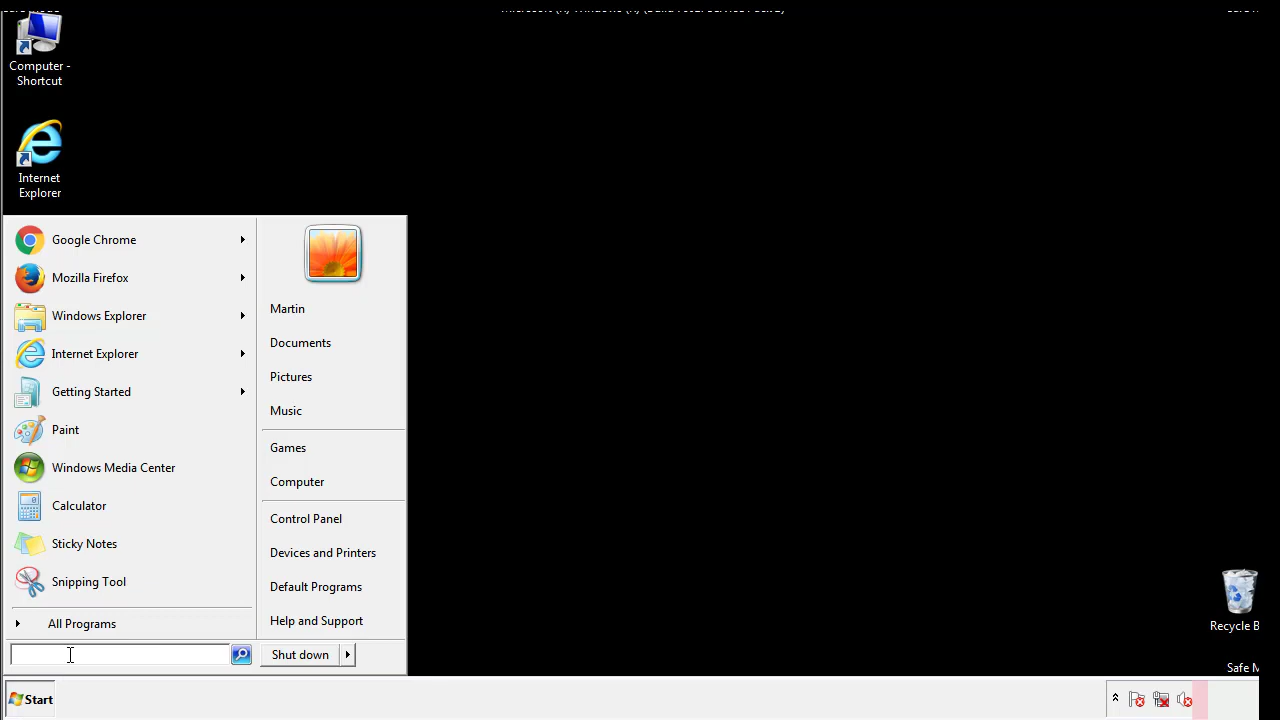 Computer -
Shortcut
Internet
Explorer
Google Chrome
Mozilla Firefox
Windows Explorer
Internet Explorer
Getting Started
Paint
Windows Media Center
Calculator
Sticky Notes
Snipping Tool
All Programs
Martin
Documents
Pictures
Music
Games
Computer
Control Panel
Devices and Printers
Default Programs
Help and Support
Shut down
Recycle B
Safe M
Start